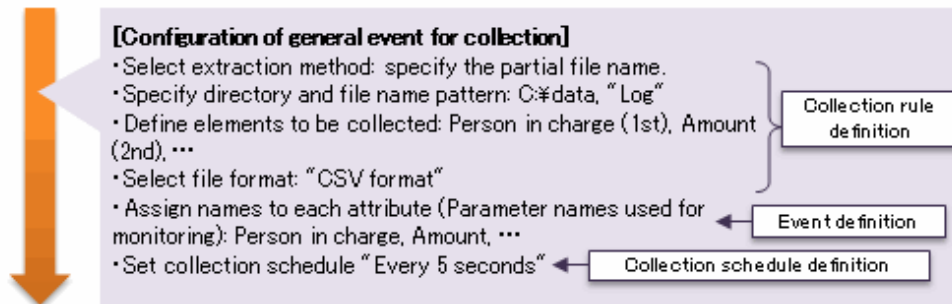 [Configuration of general event for collection]
・Select extraction method: specify the partial file name.
・Specify directory and file name pattern: C:¥data, "Log"
・Define elements to be collected: Person in charge (1st), Amount
(2nd), …
・Select file format: "CSV format"
Collection rule
definition
・Assign names to each attribute (Parameter names used for
monitoring): Person in charge, Amount, …
Event definition
・Set collection schedule "Every 5 seconds"
Collection schedule definition